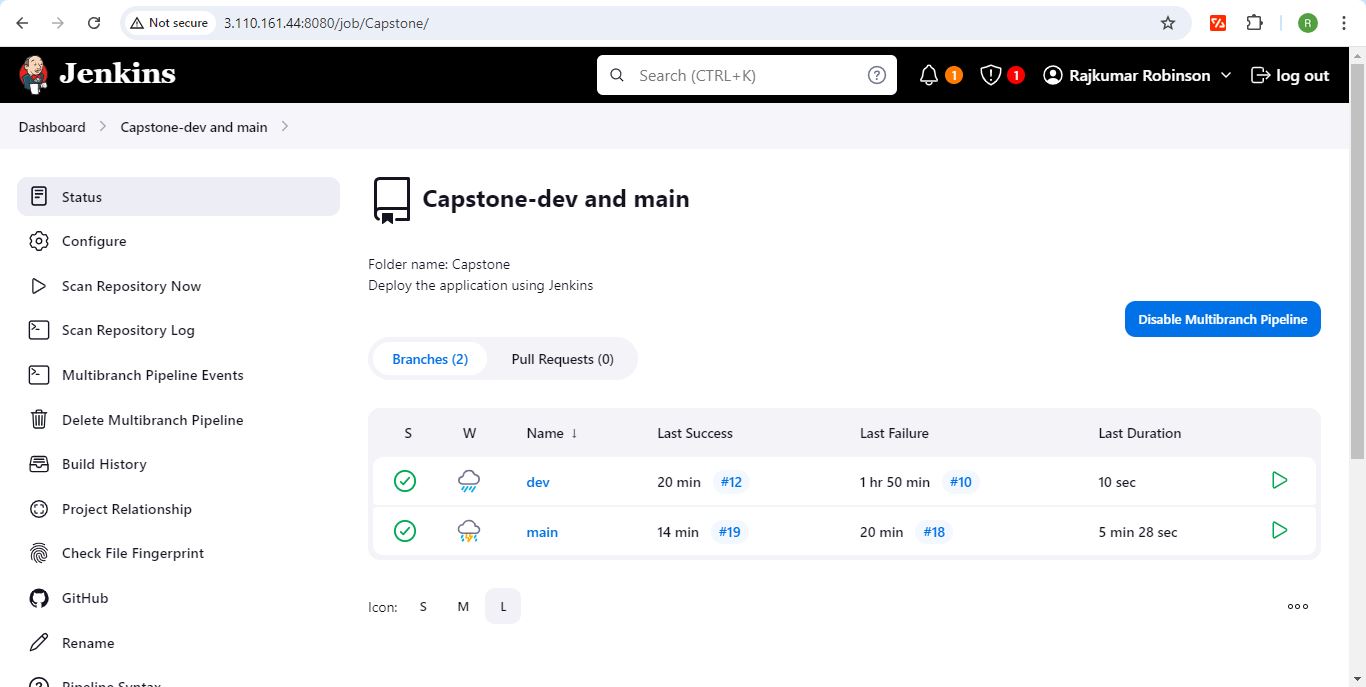 Not secure 3.110.161.44:8080/job/Capstone/ R
Jenkins Search (CTRL+K) ? 1 1 Rajkumar Robinson log out
Dashboard Capstone-dev and main
Status
Configure
Scan Repository Now
Scan Repository Log
Multibranch Pipeline Events
Delete Multibranch Pipeline
Build History
Project Relationship
Check File Fingerprint
GitHub
Rename
Pipeline Syntax
Capstone-dev and main
Folder name: Capstone
Deploy the application using Jenkins
Disable Multibranch Pipeline
Branches (2) Pull Requests (0)
S W Name ↓ Last Success Last Failure Last Duration
dev 20 min #12 1 hr 50 min #10 10 sec
main 14 min #19 20 min #18 5 min 28 sec
Icon: S M L